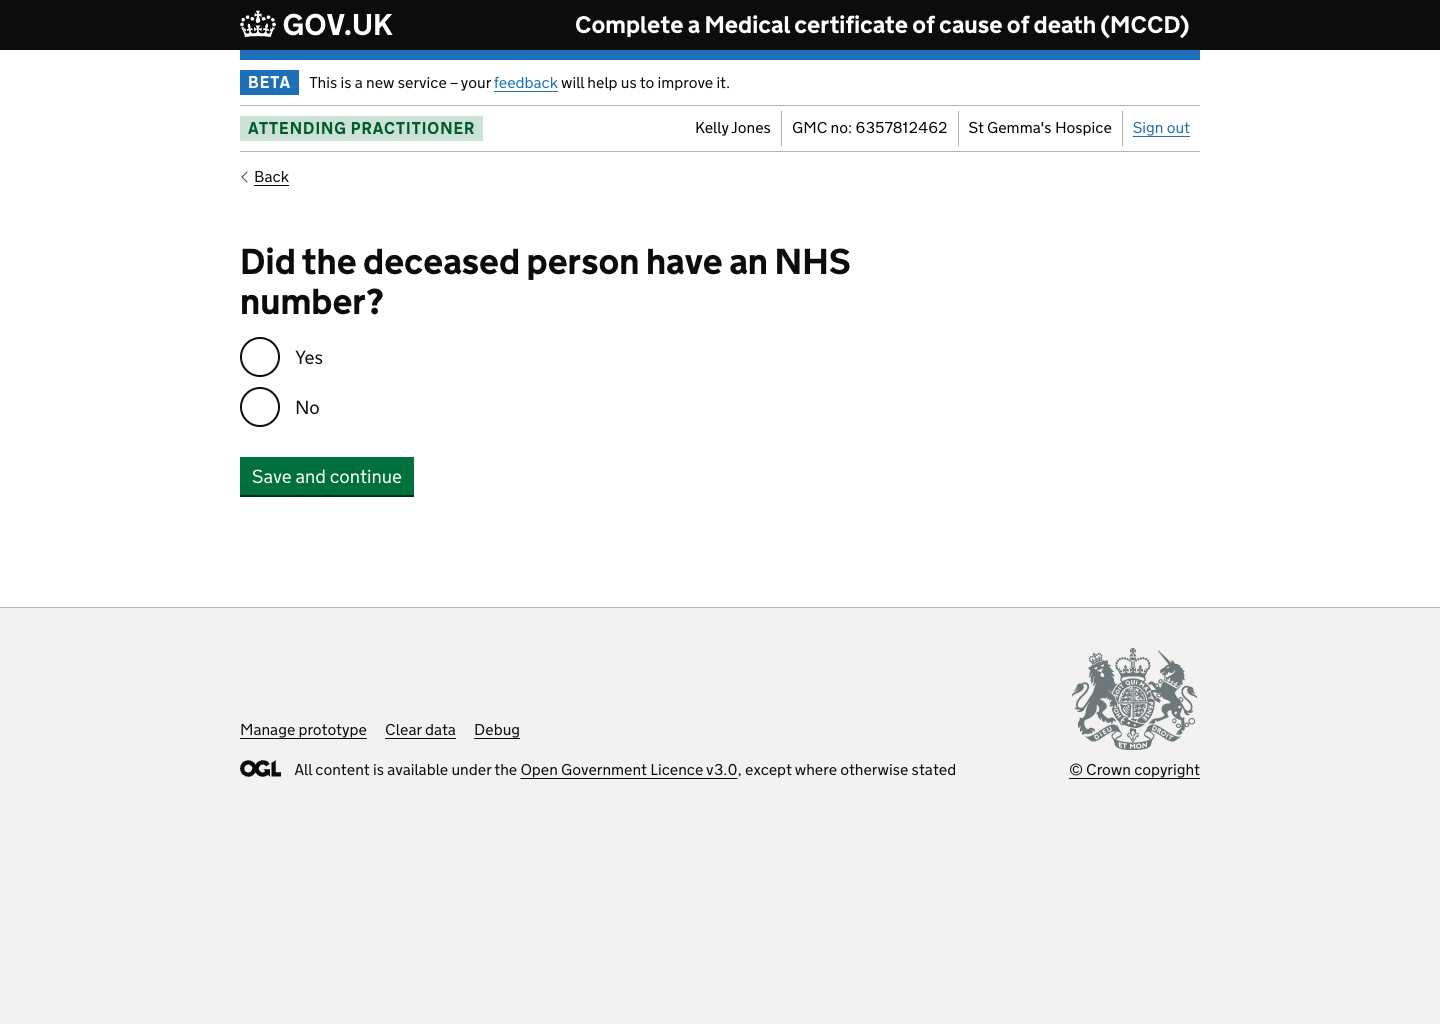 GOV.UK
Complete a Medical certificate of cause of death (MCCD)
BETA
This is a new service – your feedback will help us to improve it.
ATTENDING PRACTITIONER
Kelly Jones
GMC no: 6357812462
St Gemma's Hospice
Sign out
Back
Did the deceased person have an NHS
number?
Yes
No
Save and continue
Manage prototype
Clear data
Debug
OGL
All content is available under the Open Government Licence v3.0, except where otherwise stated
DIEU ET MON DROIT
© Crown copyright